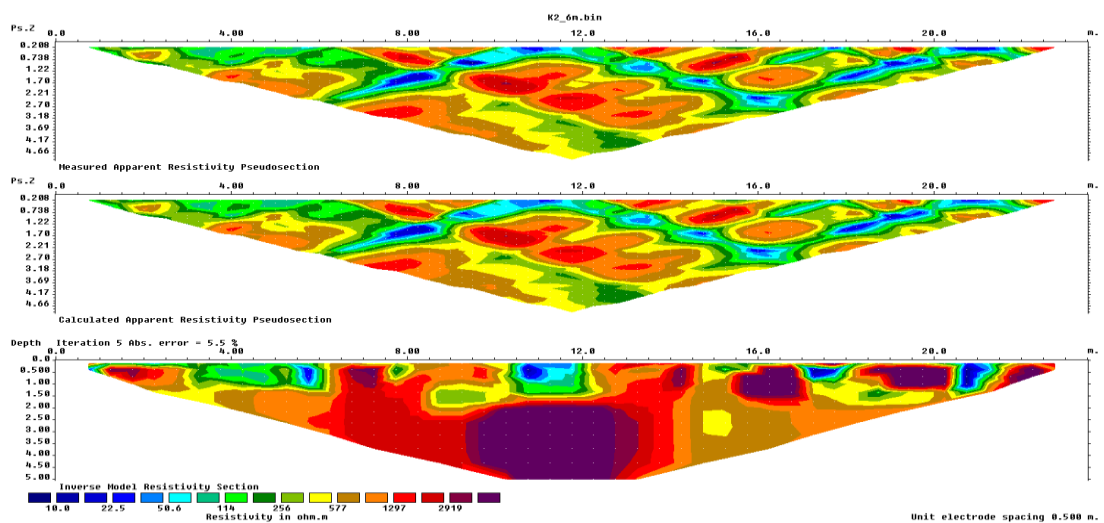 K2_6m.bin
Ps.Z 0.0 4.00 8.00 12.0 16.0 20.0 m.
0.208
0.738
1.22
1.70
2.21
2.70
3.18
3.69
4.17
4.66
Measured Apparent Resistivity Pseudosection
Ps.Z 0.0 4.00 8.00 12.0 16.0 20.0 m.
0.208
0.738
1.22
1.70
2.21
2.70
3.18
3.69
4.17
4.66
Calculated Apparent Resistivity Pseudosection
Depth Iteration 5 Abs. error = 5.5 %
0.0 4.00 8.00 12.0 16.0 20.0 m.
0.0
0.500
1.00
1.50
2.00
2.50
3.00
3.50
4.00
4.50
5.00
Inverse Model Resistivity Section
10.0 22.5 50.6 114 256 577 1297 2919
Resistivity in ohm.m
Unit electrode spacing 0.500 m.